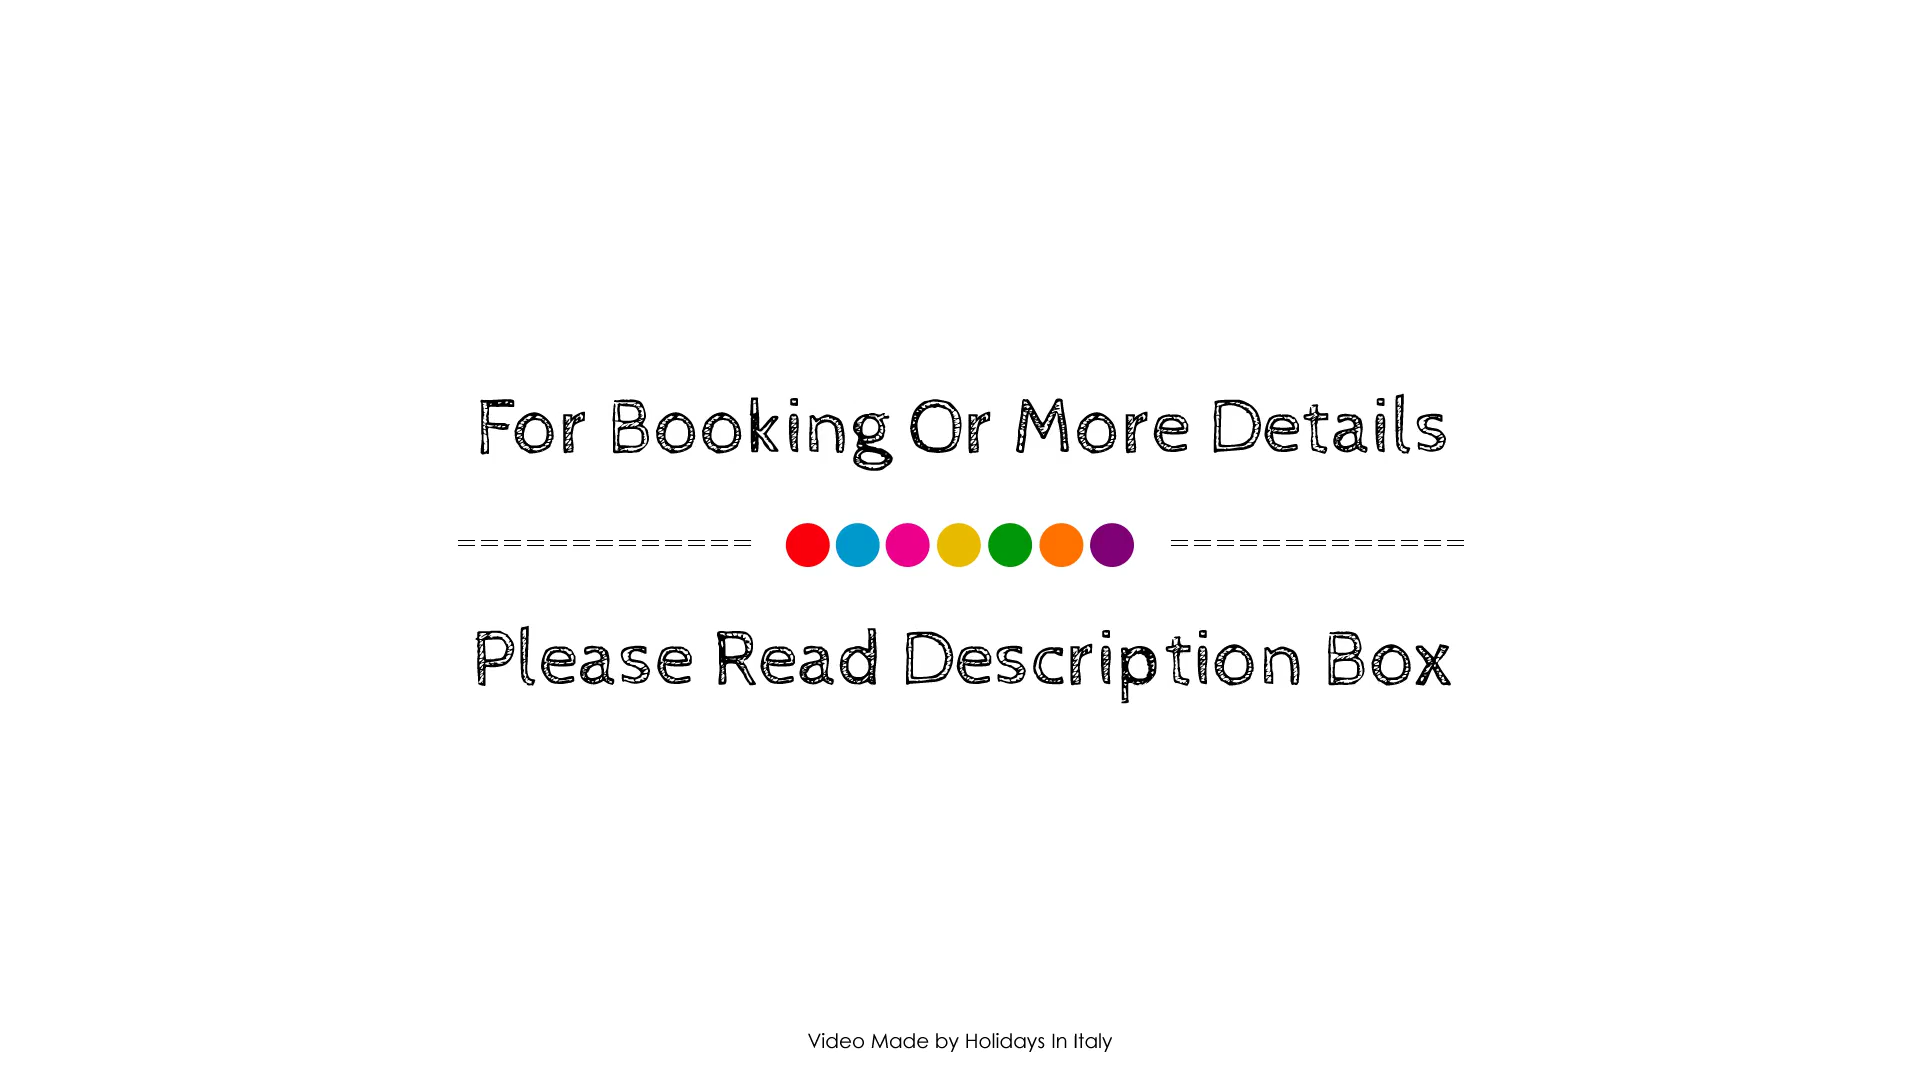 For Booking Or More Details
============= =============
Please Read Description Box
Video Made by Holidays In Italy